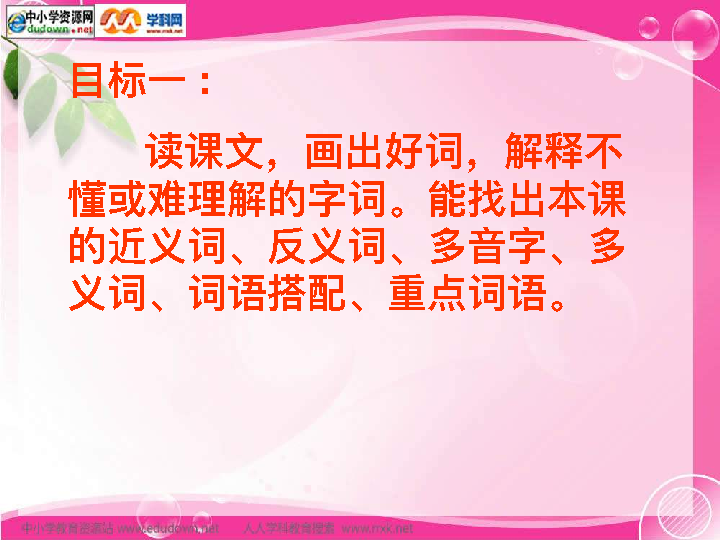 中小学资源网
edudown.net
学科网
www.nxk.net
目标一：
读课文，画出好词，解释不
懂或难理解的字词。能找出本课
的近义词、反义词、多音字、多
义词、词语搭配、重点词语。
中小学教育资源站 www.edudown.net 人人学科教育搜索 www.rrxk.net